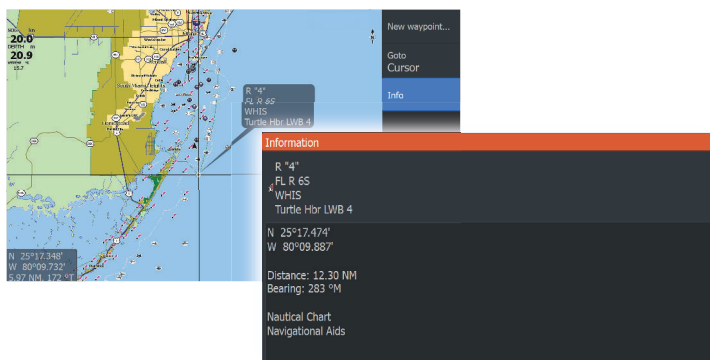 20.0
DEPTH
20.9
15.7
R "4"
FL R 6S
WHIS
Turtle Hbr LWB 4
N 25°17.348'
W 80°09.732'
5.97 NM, 172 °T
New waypoint...
Goto
Cursor
Info
Information
R "4"
FL R 6S
WHIS
Turtle Hbr LWB 4
N 25°17.474'
W 80°09.887'
Distance: 12.30 NM
Bearing: 283 °M
Nautical Chart
Navigational Aids